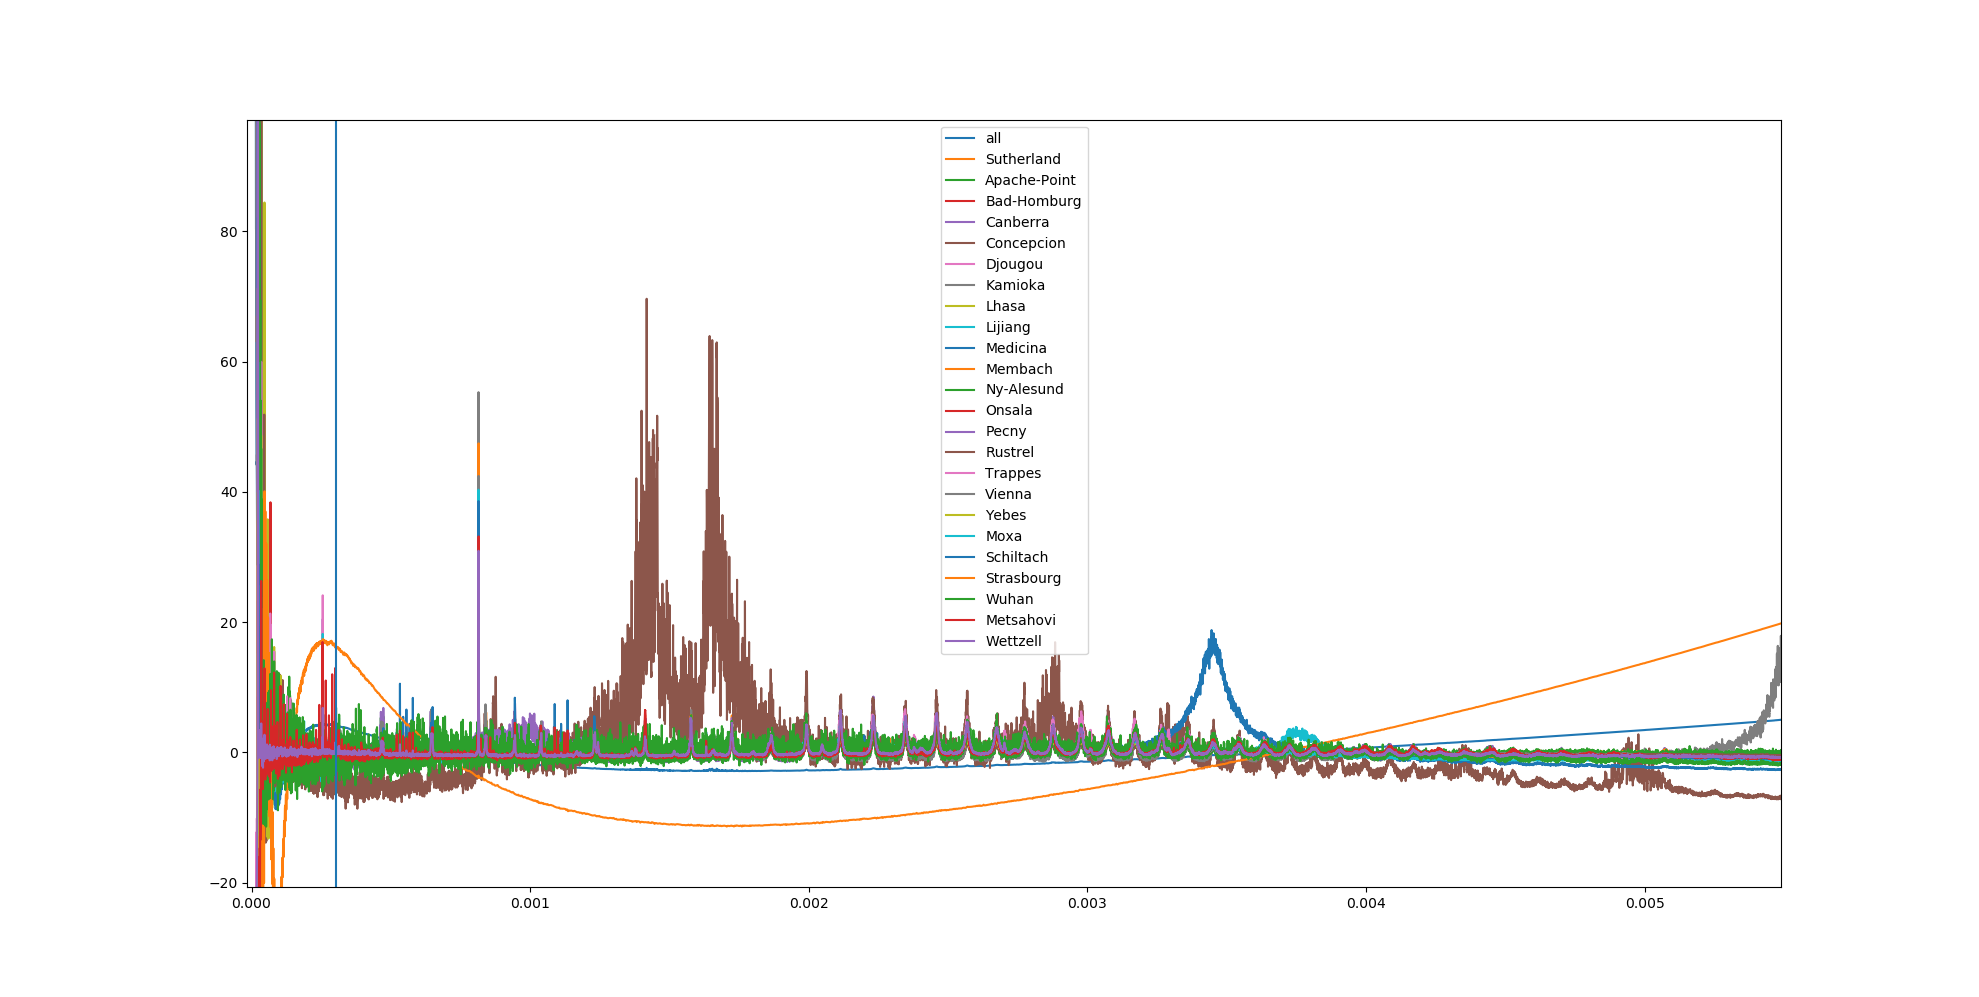 80
60
40
20
0
−20
0.000
0.001
0.002
0.003
0.004
0.005
all
Sutherland
Apache-Point
Bad-Homburg
Canberra
Concepcion
Djougou
Kamioka
Lhasa
Lijiang
Medicina
Membach
Ny-Alesund
Onsala
Pecny
Rustrel
Trappes
Vienna
Yebes
Moxa
Schiltach
Strasbourg
Wuhan
Metsahovi
Wettzell